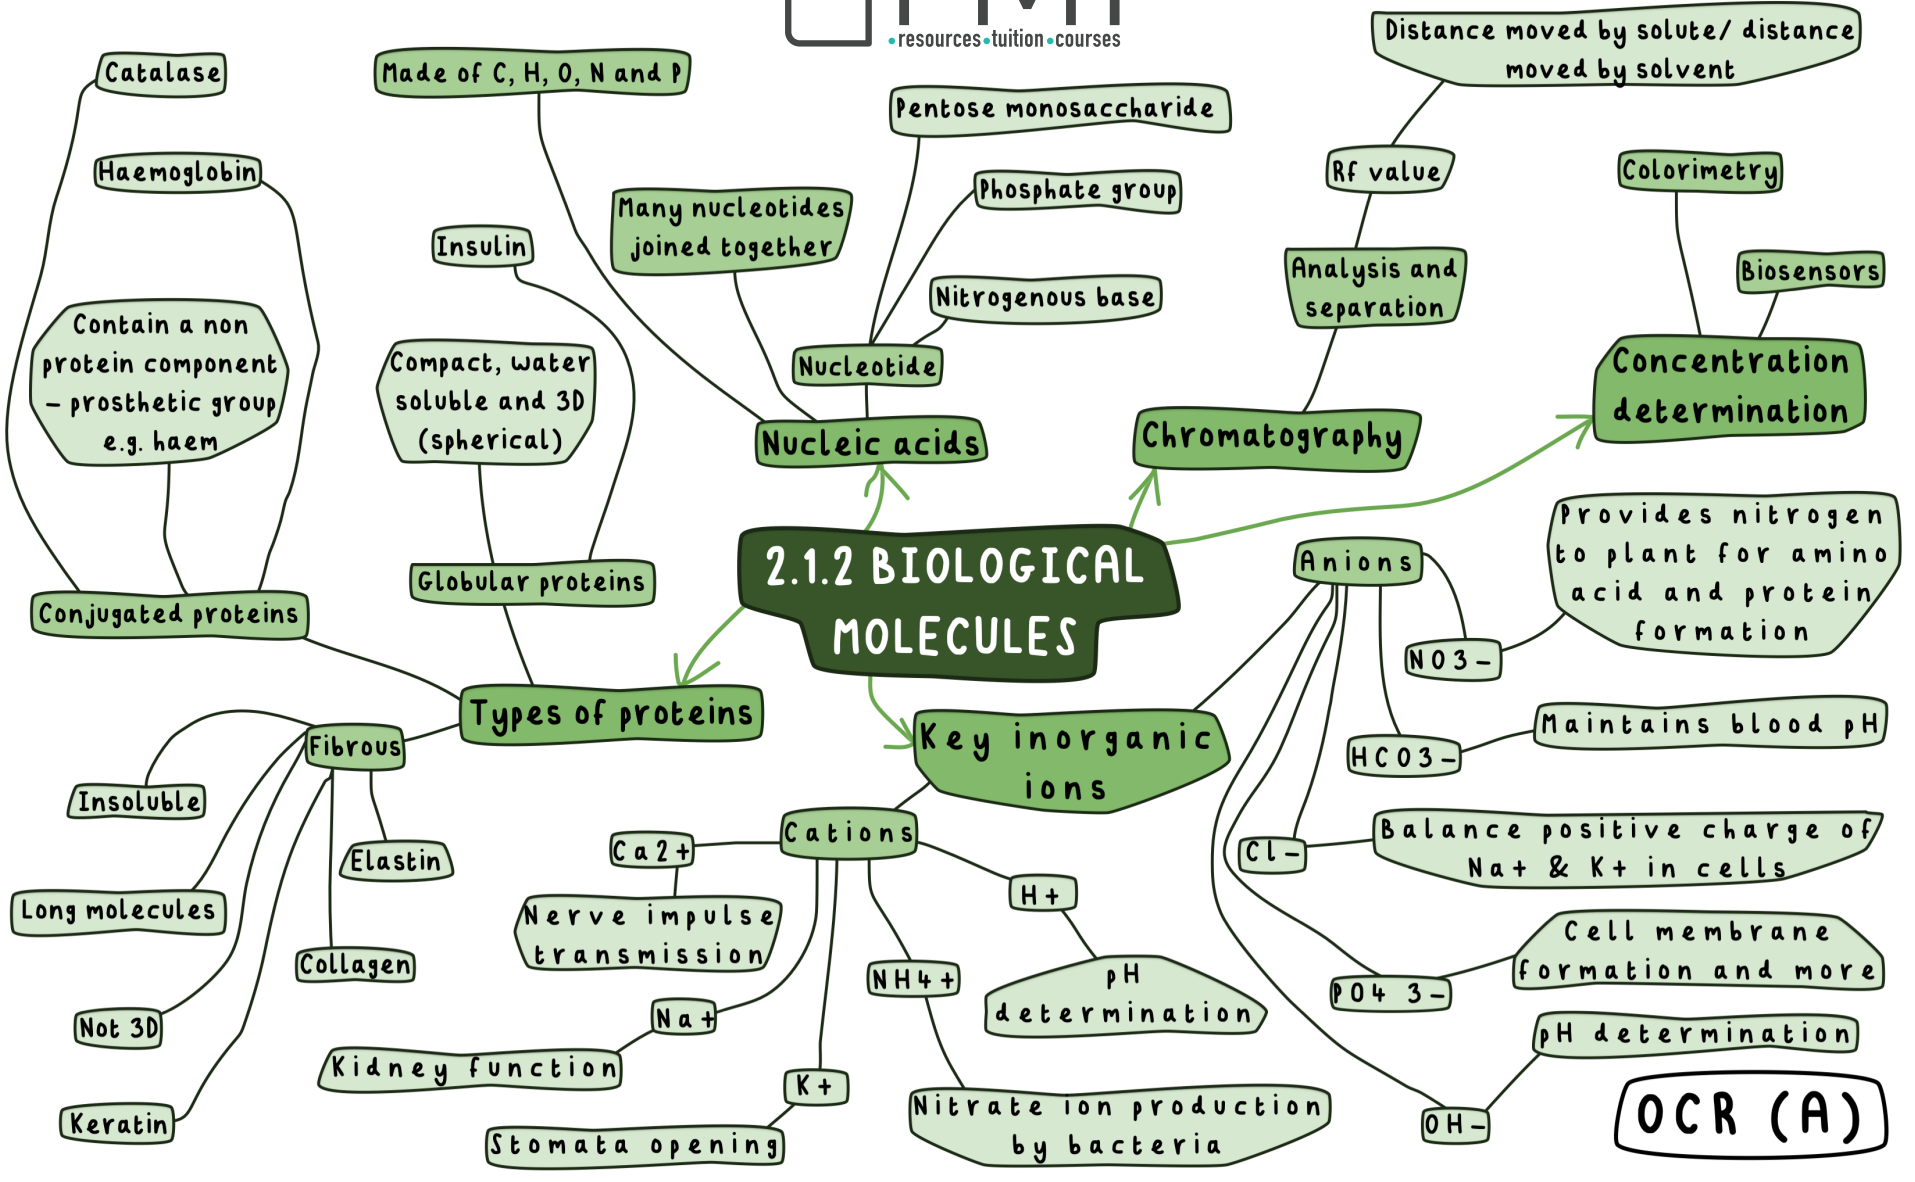 resources•tuition•courses
Catalase
Made of C, H, O, N and P
Distance moved by solute/ distance
moved by solvent
Pentose monosaccharide
Haemoglobin
Phosphate group
Rf value
Colorimetry
Many nucleotides
joined together
Insulin
Nitrogenous base
Analysis and
separation
Biosensors
Contain a non
protein component
– prosthetic group
e.g. haem
Compact, water
soluble and 3D
(spherical)
Nucleotide
Concentration
determination
Nucleic acids
Chromatography
2.1.2 BIOLOGICAL
MOLECULES
Conjugated proteins
Globular proteins
Anions
Provides nitrogen
to plant for amino
acid and protein
formation
NO3-
Types of proteins
Key inorganic
ions
HCO3-
Maintains blood pH
Fibrous
Insoluble
Elastin
Long molecules
Collagen
Not 3D
Keratin
Cations
Ca2+
Nerve impulse
transmission
H+
pH
determination
NH4+
Na+
Kidney function
K+
Stomata opening
Nitrate ion production
by bacteria
Cl-
Balance positive charge of
Na+ & K+ in cells
PO4 3-
Cell membrane
formation and more
pH determination
OH-
OCR (A)